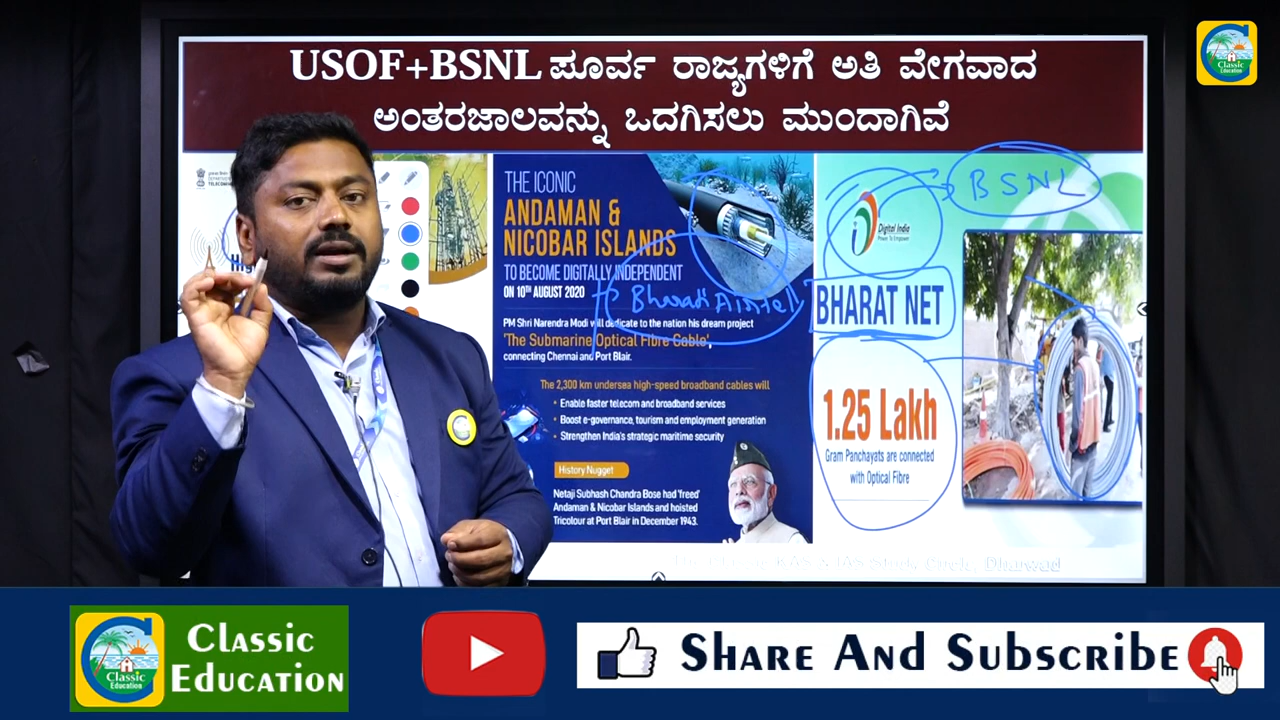 USOF+BSNL ಪೂರ್ವ ರಾಜ್ಯಗಳಿಗೆ ಅತಿ ವೇಗವಾದ
ಅಂತರಜಾಲವನ್ನು ಒದಗಿಸಲು ಮುಂದಾಗಿವೆ
Classic
Education
THE ICONIC
ANDAMAN &
NICOBAR ISLANDS
TO BECOME DIGITALLY INDEPENDENT
ON 10TH AUGUST 2020
Bharati Airtel
PM Shri Narendra Modi will dedicate to the nation his dream project
'The Submarine Optical Fibre Cable',
connecting Chennai and Port Blair.
The 2,300 km undersea high-speed broadband cables will
• Enable faster telecom and broadband services
• Boost e-governance, tourism and employment generation
• Strengthen India's strategic maritime security
History Nugget
Netaji Subhash Chandra Bose had 'freed'
Andaman & Nicobar Islands and hoisted
Tricolour at Port Blair in December 1943.
BSNL
Digital India
Power To Empower
BHARAT NET
1.25 Lakh
Gram Panchayats are connected
with Optical Fibre
Classic
Education
Classic
Education
Share And Subscribe